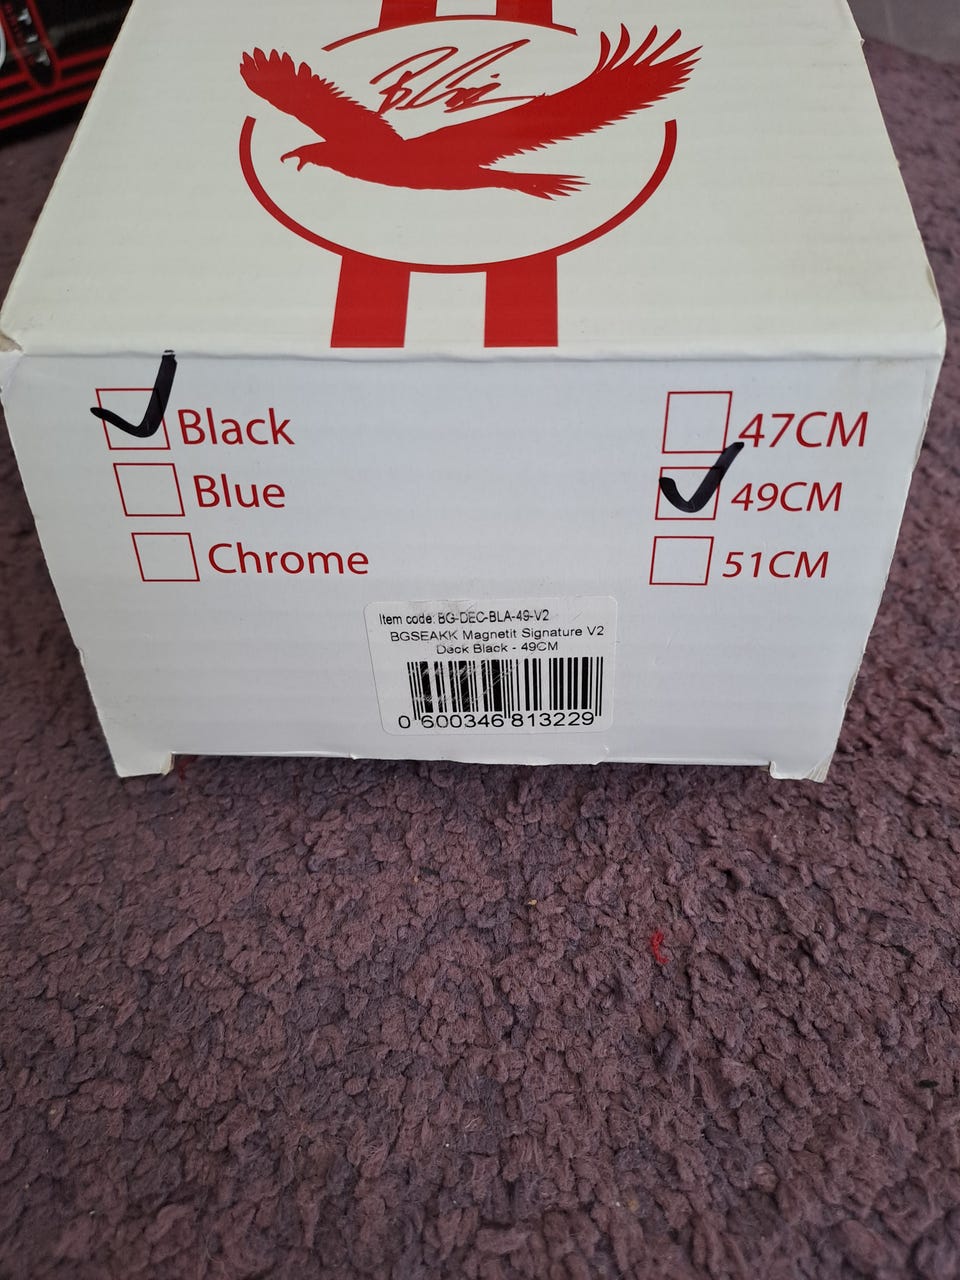 Black
Blue
Chrome
47CM
49CM
51CM
Item code: BG-DEC-BLA-49-V2
BGSEAKK Magnetit Signature V2
Deck Black - 49CM
0 600346 813229